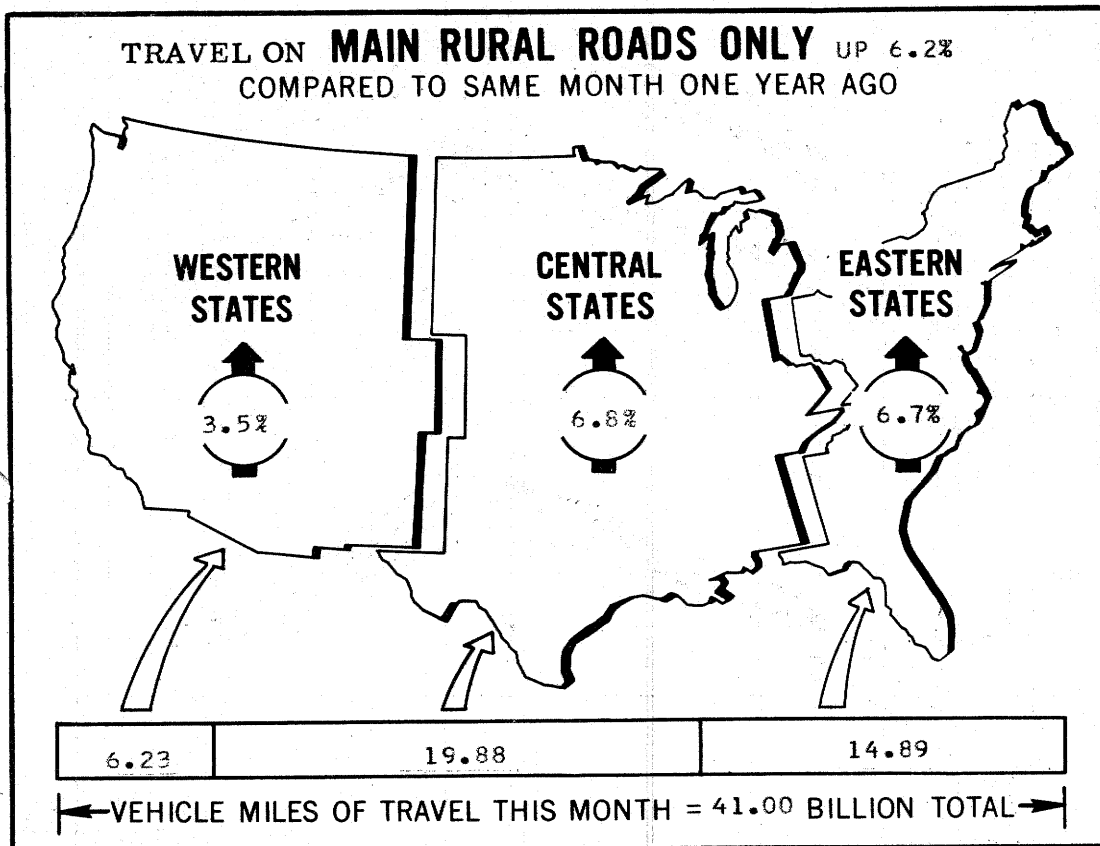 TRAVEL ON MAIN RURAL ROADS ONLY UP 6.2%
COMPARED TO SAME MONTH ONE YEAR AGO
WESTERN
STATES
3.5%
CENTRAL
STATES
6.8%
EASTERN
STATES
6.7%
6.23
19.88
14.89
VEHICLE MILES OF TRAVEL THIS MONTH = 41.00 BILLION TOTAL